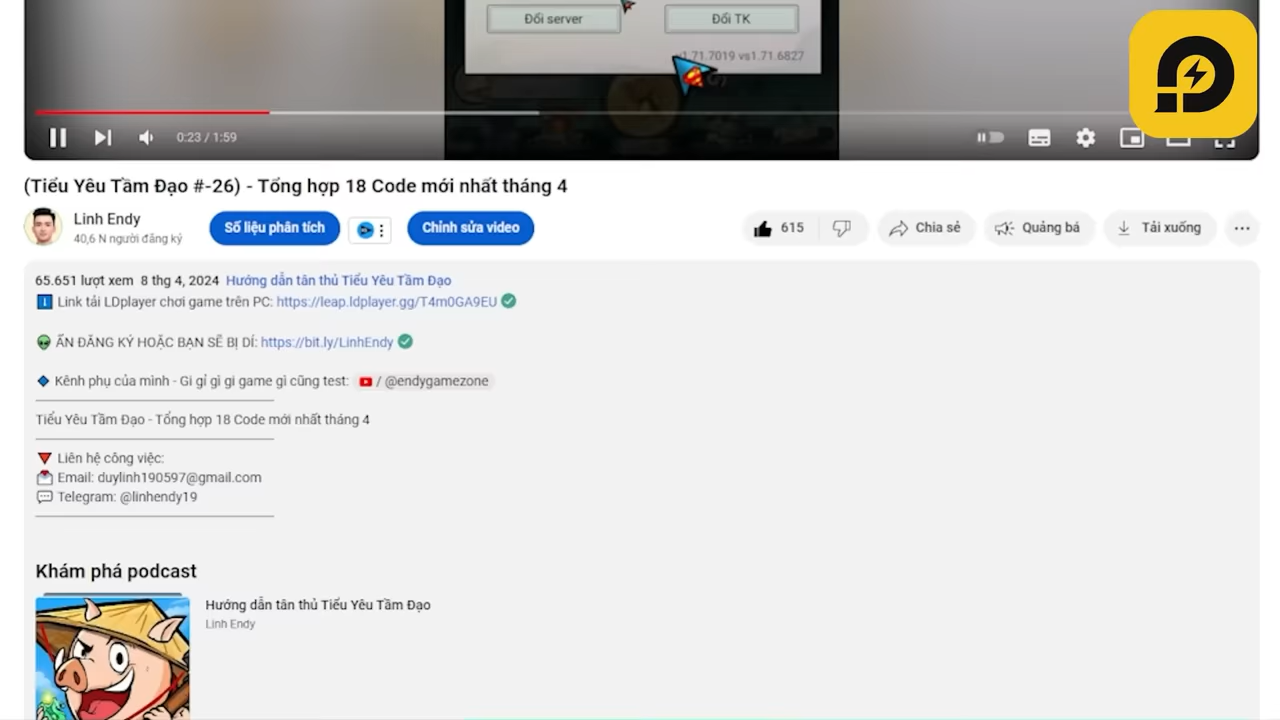 Đổi server
Đổi TK
v1.71.7019 vs1.71.6827
0:23 / 1:59
(Tiểu Yêu Tầm Đạo #-26) - Tổng hợp 18 Code mới nhất tháng 4
Linh Endy
40,6 N người đăng ký
Số liệu phân tích
Chỉnh sửa video
615
Chia sẻ
Quảng bá
Tải xuống
65.651 lượt xem 8 thg 4, 2024 Hướng dẫn tân thủ Tiểu Yêu Tầm Đạo
Link tải LDplayer chơi game trên PC: https://leap.ldplayer.gg/T4m0GA9EU
ẤN ĐĂNG KÝ HOẶC BẠN SẼ BỊ DÍ: https://bit.ly/LinhEndy
Kênh phụ của mình - Gi gỉ gì gi game gì cũng test: / @endygamezone
Tiểu Yêu Tầm Đạo - Tổng hợp 18 Code mới nhất tháng 4
Liên hệ công việc:
Email: duylinh190597@gmail.com
Telegram: @linhendy19
Khám phá podcast
Hướng dẫn tân thủ Tiểu Yêu Tầm Đạo
Linh Endy